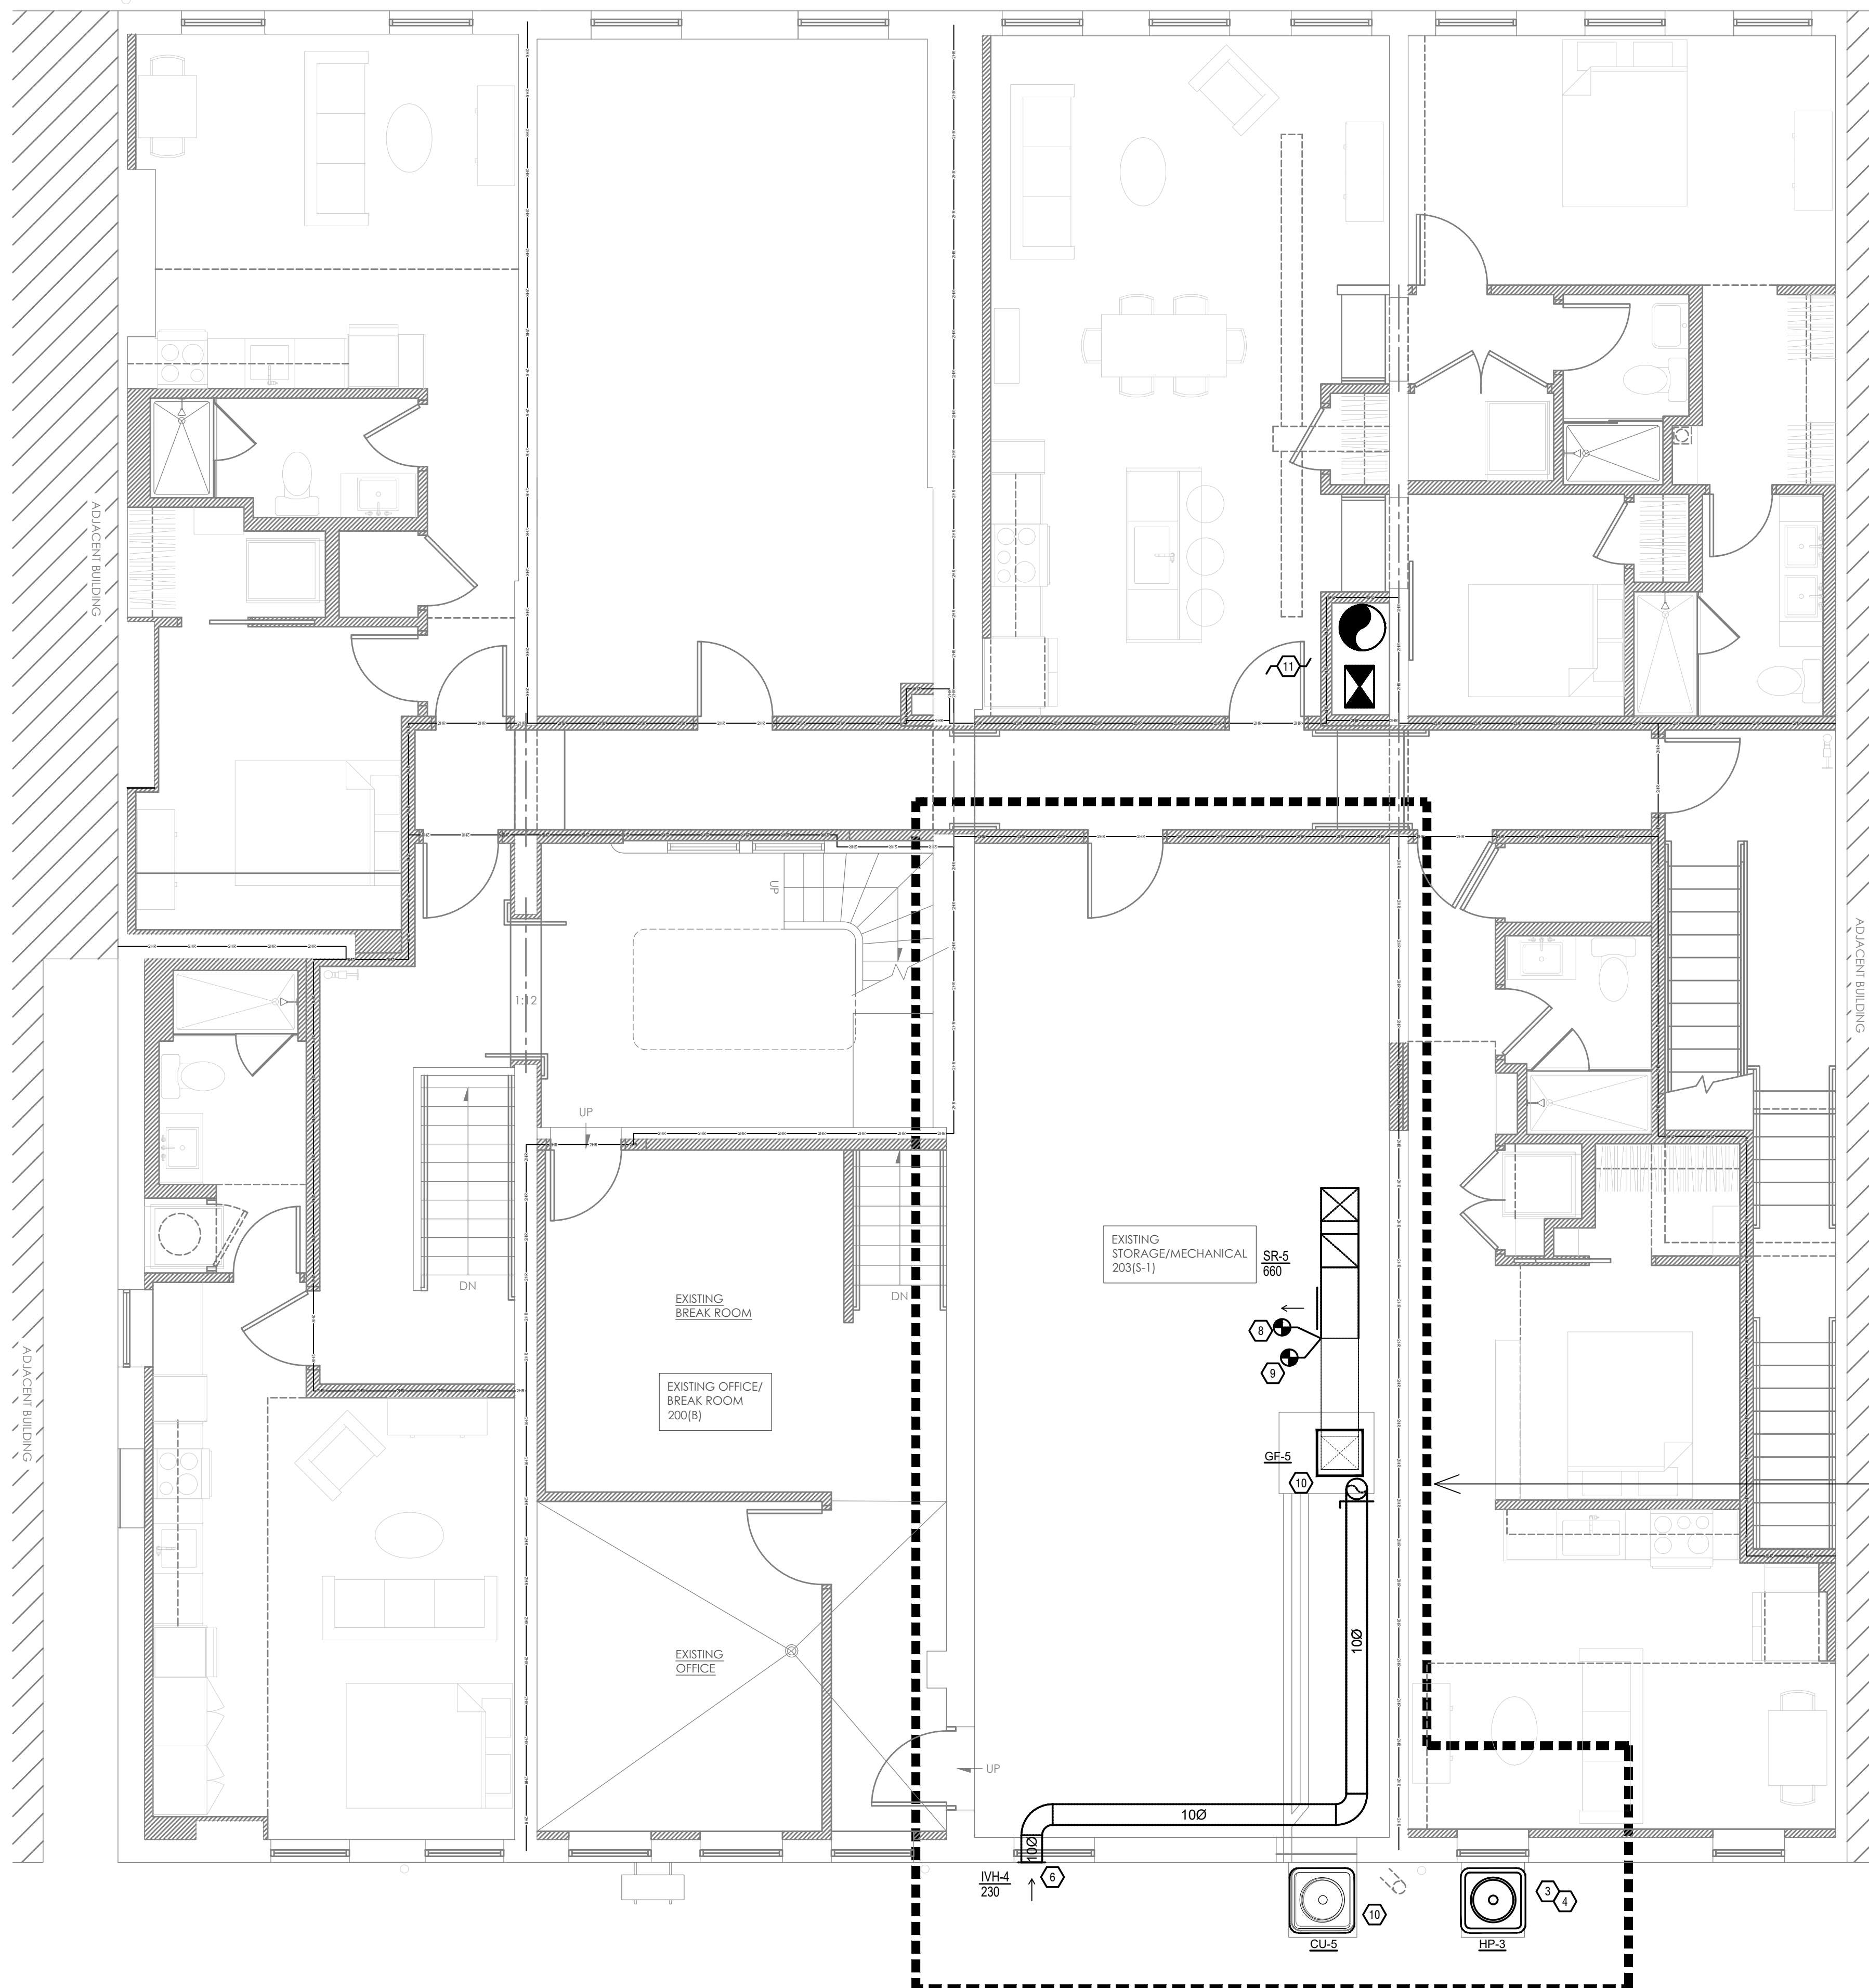 ADJACENT BUILDING
ADJACENT BUILDING
ADJACENT BUILDING
11
UP
1:12
UP
DN
DN
EXISTING
STORAGE/MECHANICAL
203(S-1)
SR-5
660
EXISTING
BREAK ROOM
8
9
EXISTING OFFICE/
BREAK ROOM
200(B)
GF-5
10
10Ø
EXISTING
OFFICE
UP
10Ø
10Ø
IVH-4
230
6
3
4
10
CU-5
HP-3